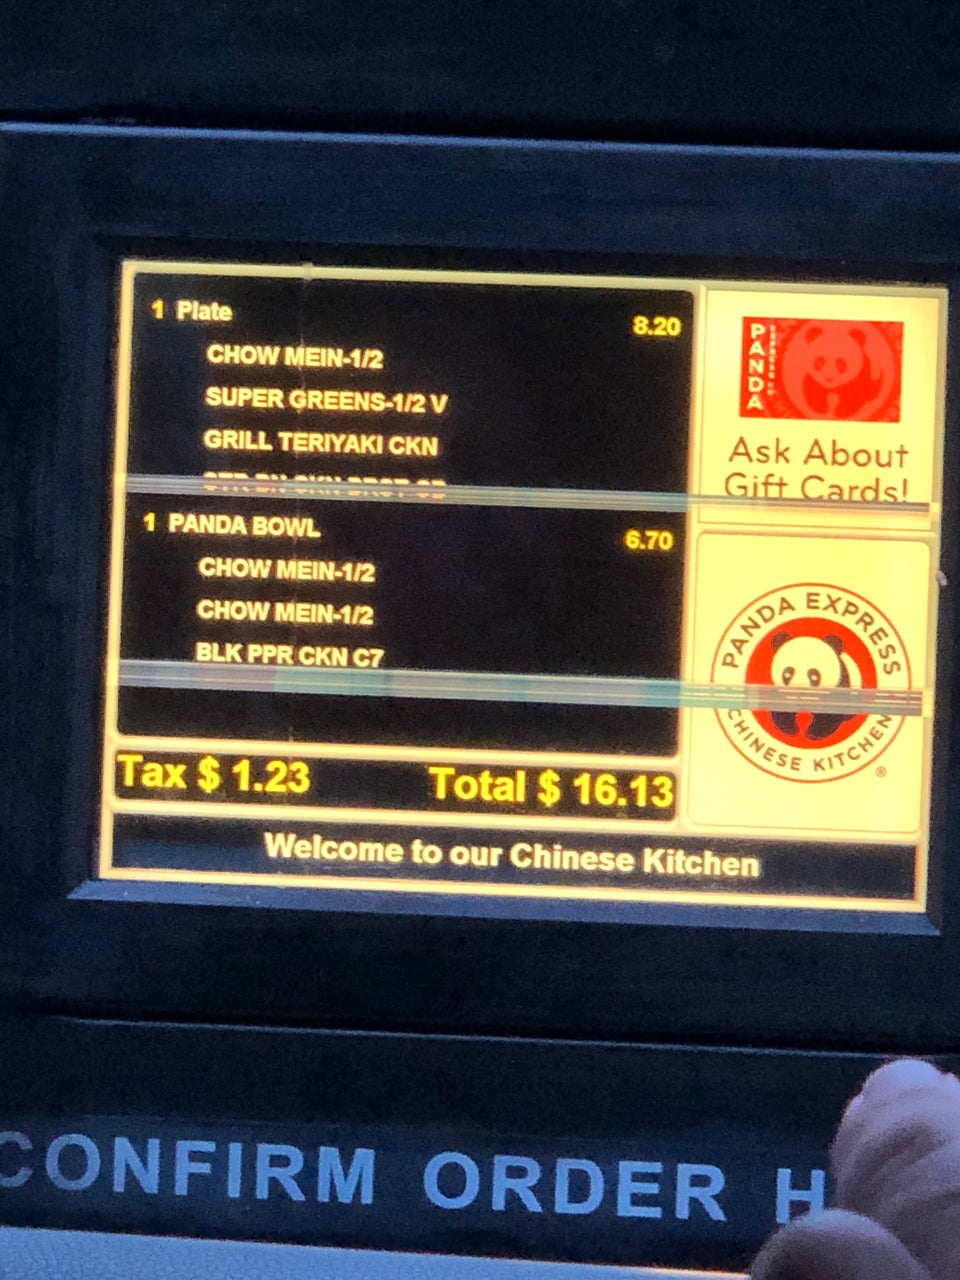 1 Plate 8.20
CHOW MEIN-1/2
SUPER GREENS-1/2 V
GRILL TERIYAKI CKN
1 PANDA BOWL 6.70
CHOW MEIN-1/2
CHOW MEIN-1/2
BLK PPR CKN C7
Tax $ 1.23 Total $ 16.13
Welcome to our Chinese Kitchen
PANDA
Ask About
Gift Cards!
PANDA EXPRESS
CHINESE KITCHEN
®
CONFIRM ORDER H